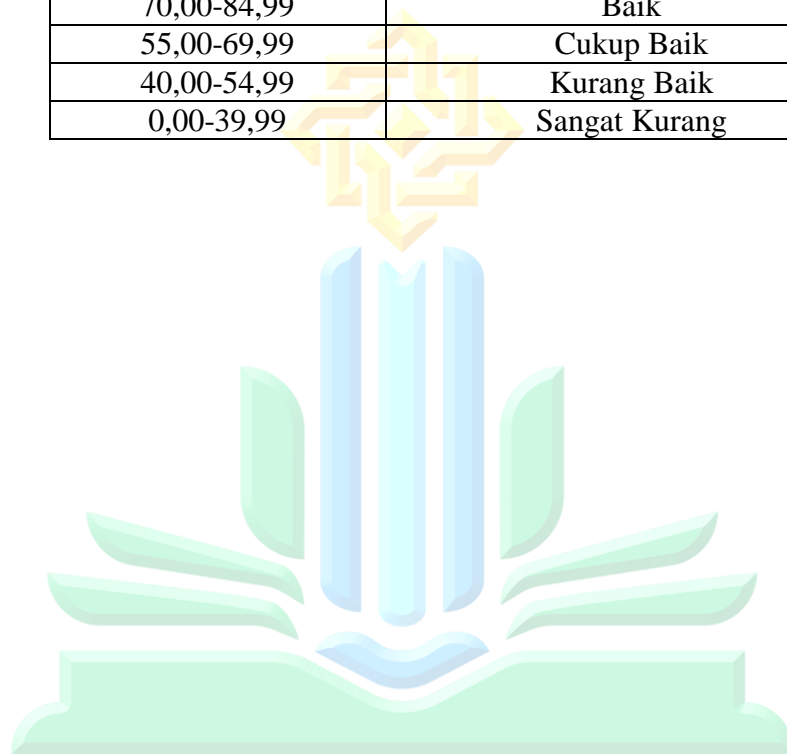 70,00-84,99 Baik
55,00-69,99 Cukup Baik
40,00-54,99 Kurang Baik
0,00-39,99 Sangat Kurang